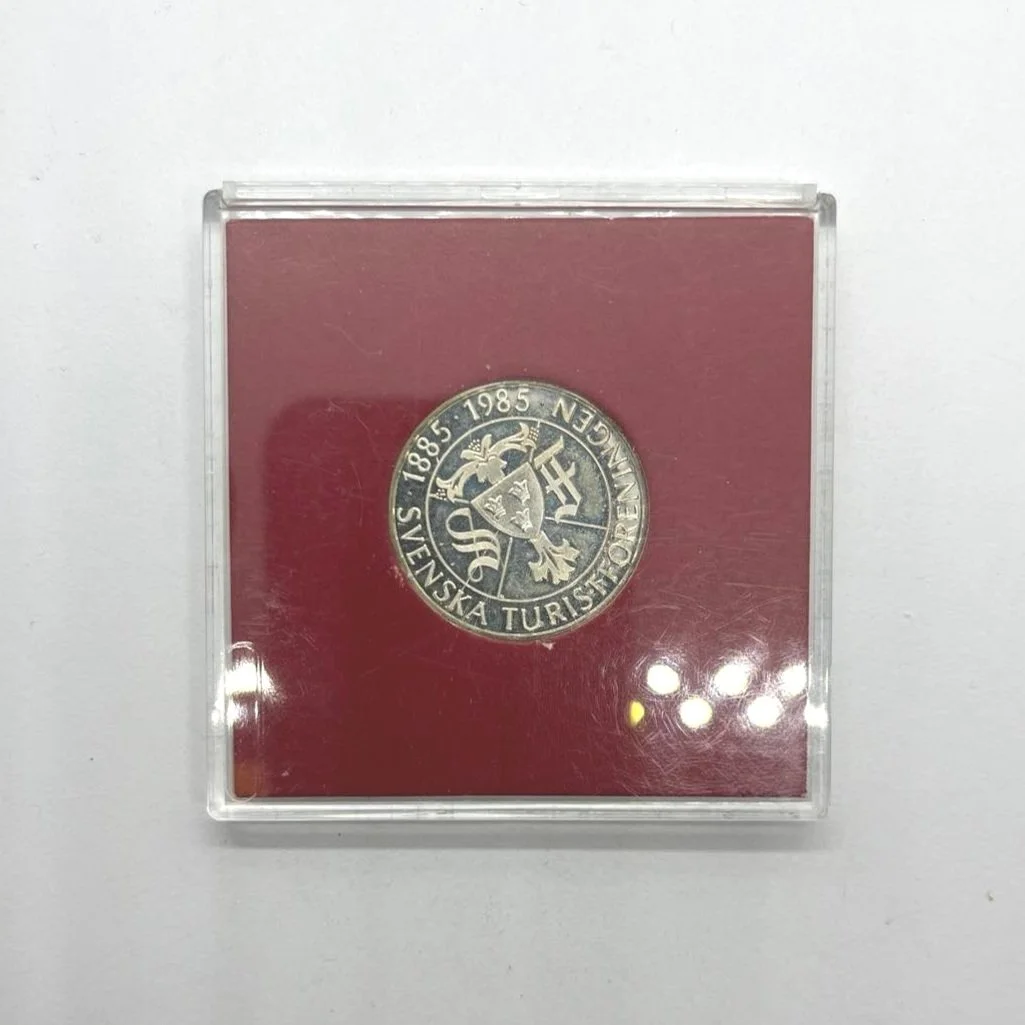 SVENSKA TURISTFÖRENINGEN · 1885 · 1985 ·